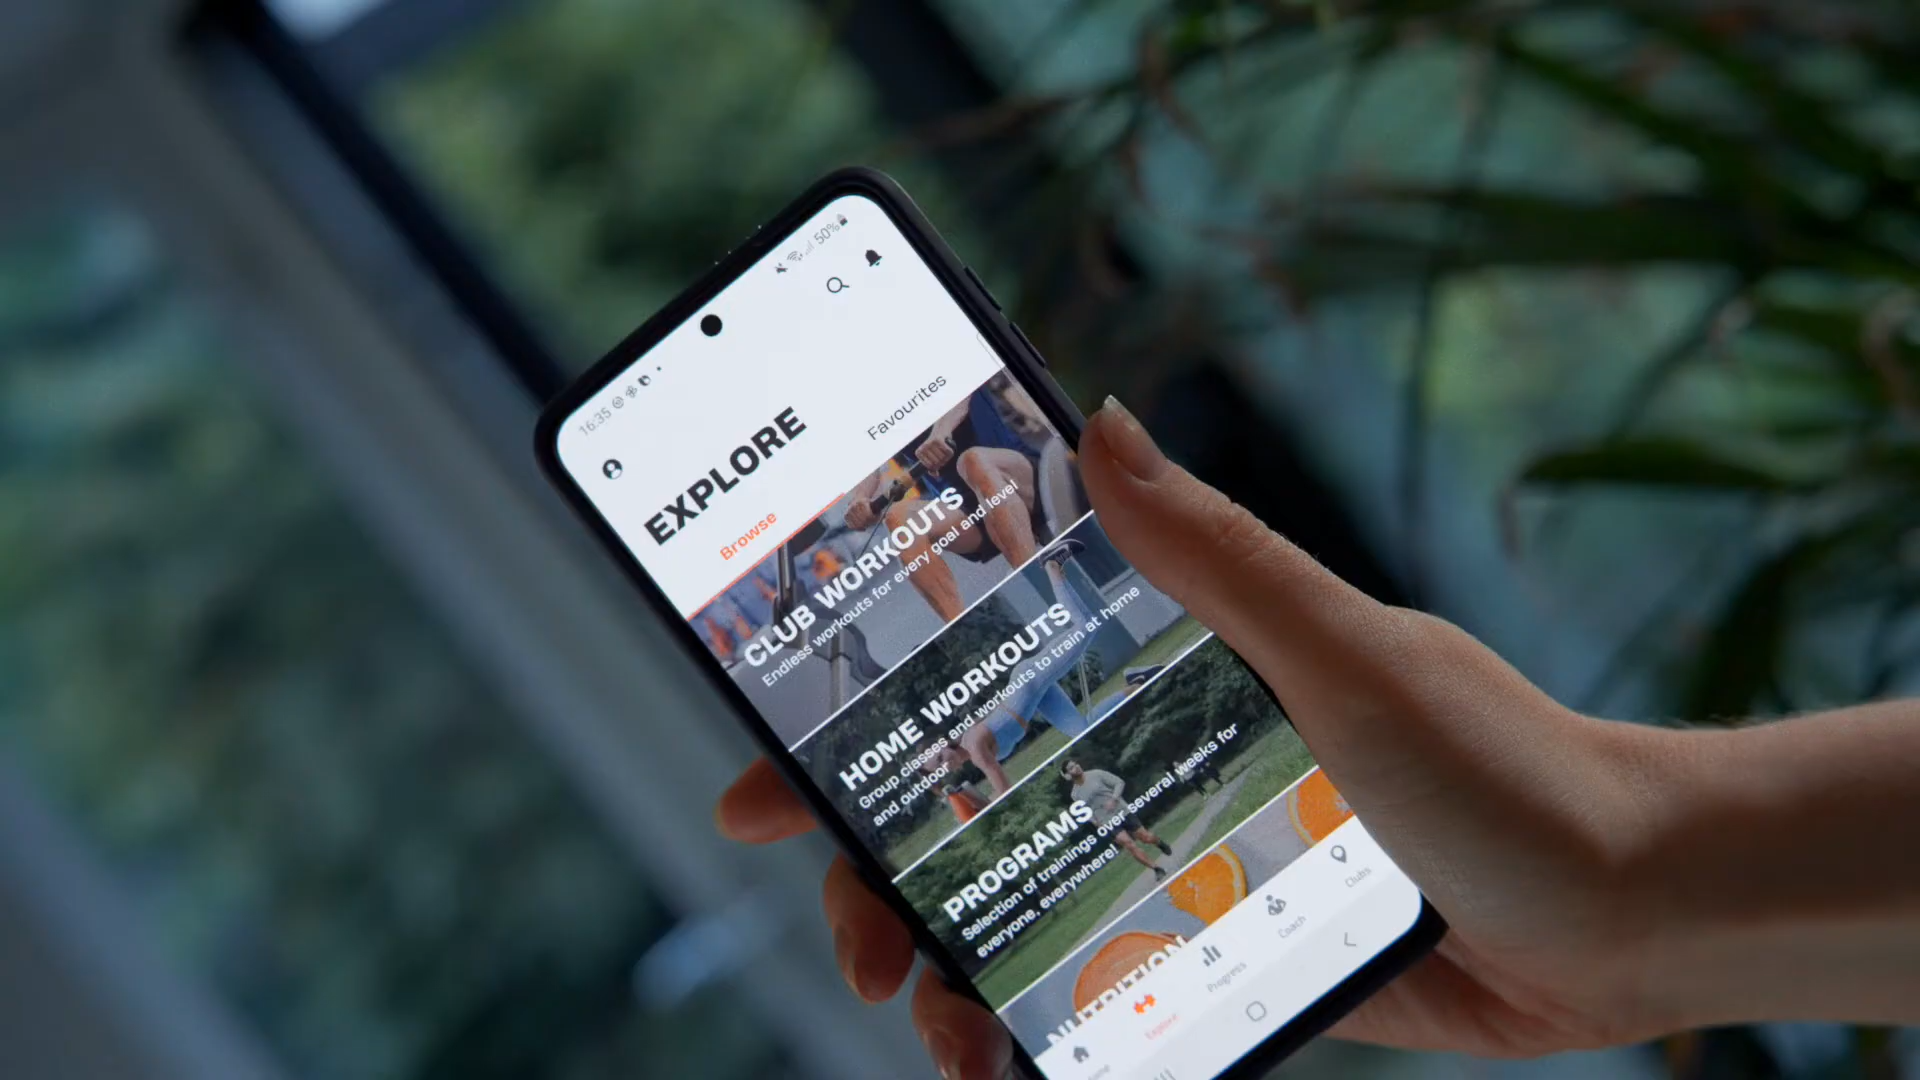 16:35
50%
EXPLORE
Browse
Favourites
CLUB WORKOUTS
Endless workouts for every goal and level
HOME WORKOUTS
Group classes and workouts to train at home
and outdoor
PROGRAMS
Selection of trainings over several weeks for
everyone, everywhere!
NUTRITION
Explore
Progress
Coach
Clubs